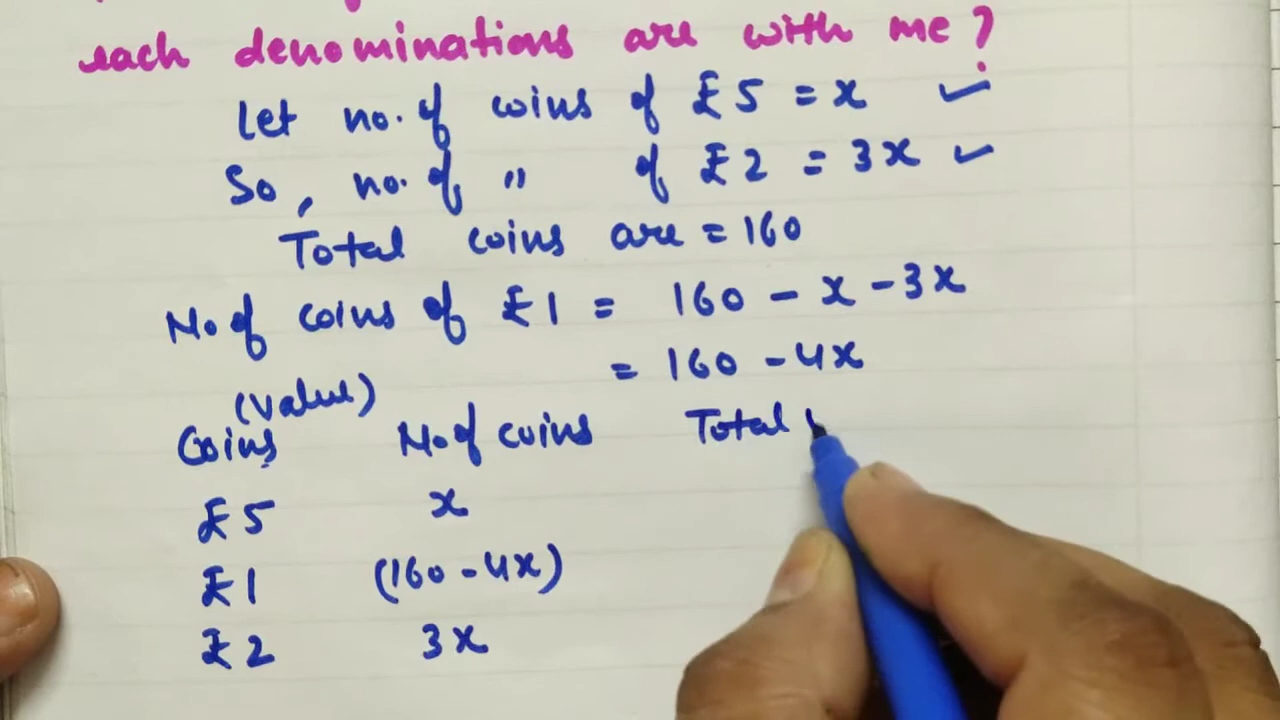 each denominations are with me?
Let no. of coins of ₤5 = x ✓
So, no. of " of ₤2 = 3x ✓
Total coins are = 160
No of coins of ₤1 = 160 - x - 3x
= 160 - 4x
(value)
Coins No of coins Total
₤5 x
₤1 (160 - 4x)
₤2 3x